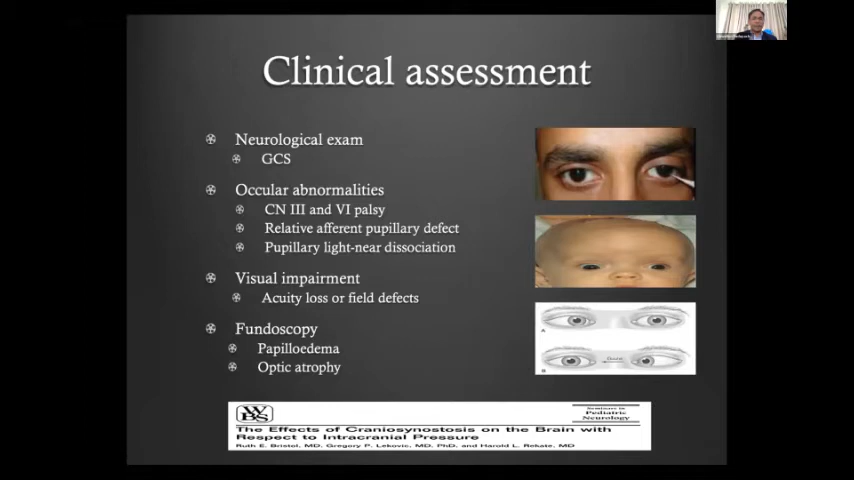 Clinical assessment
Neurological exam
GCS
Occular abnormalities
CN III and VI palsy
Relative afferent pupillary defect
Pupillary light-near dissociation
Visual impairment
Acuity loss or field defects
Fundoscopy
Papilloedema
Optic atrophy
A
B
WBS
Seminars in
Pediatric
Neurology
The Effects of Craniosynostosis on the Brain with
Respect to Intracranial Pressure
Ruth E. Bristol, MD, Gregory P. Lekovic, MD, PhD, and Harold L. Rekate, MD